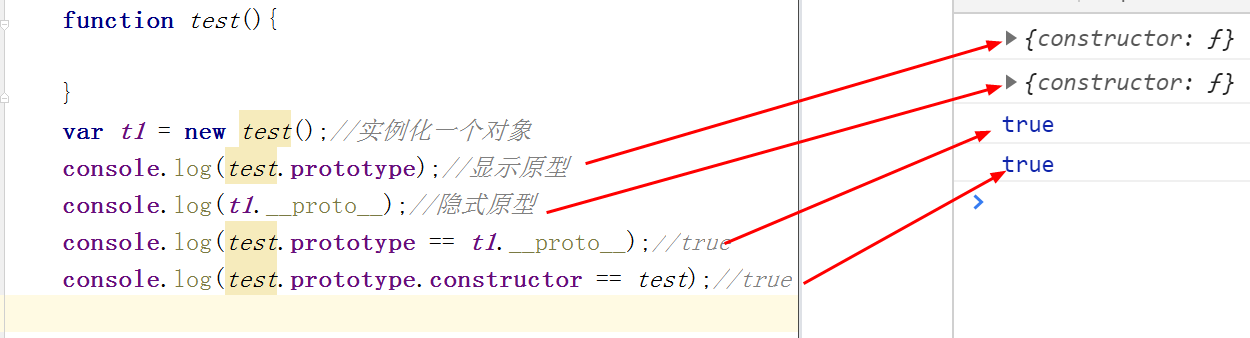 function test(){
}
var t1 = new test();//实例化一个对象
console.log(test.prototype);//显示原型
console.log(t1.__proto__);//隐式原型
console.log(test.prototype == t1.__proto__);//true
console.log(test.prototype.constructor == test);//true
{constructor: ƒ}
{constructor: ƒ}
true
true